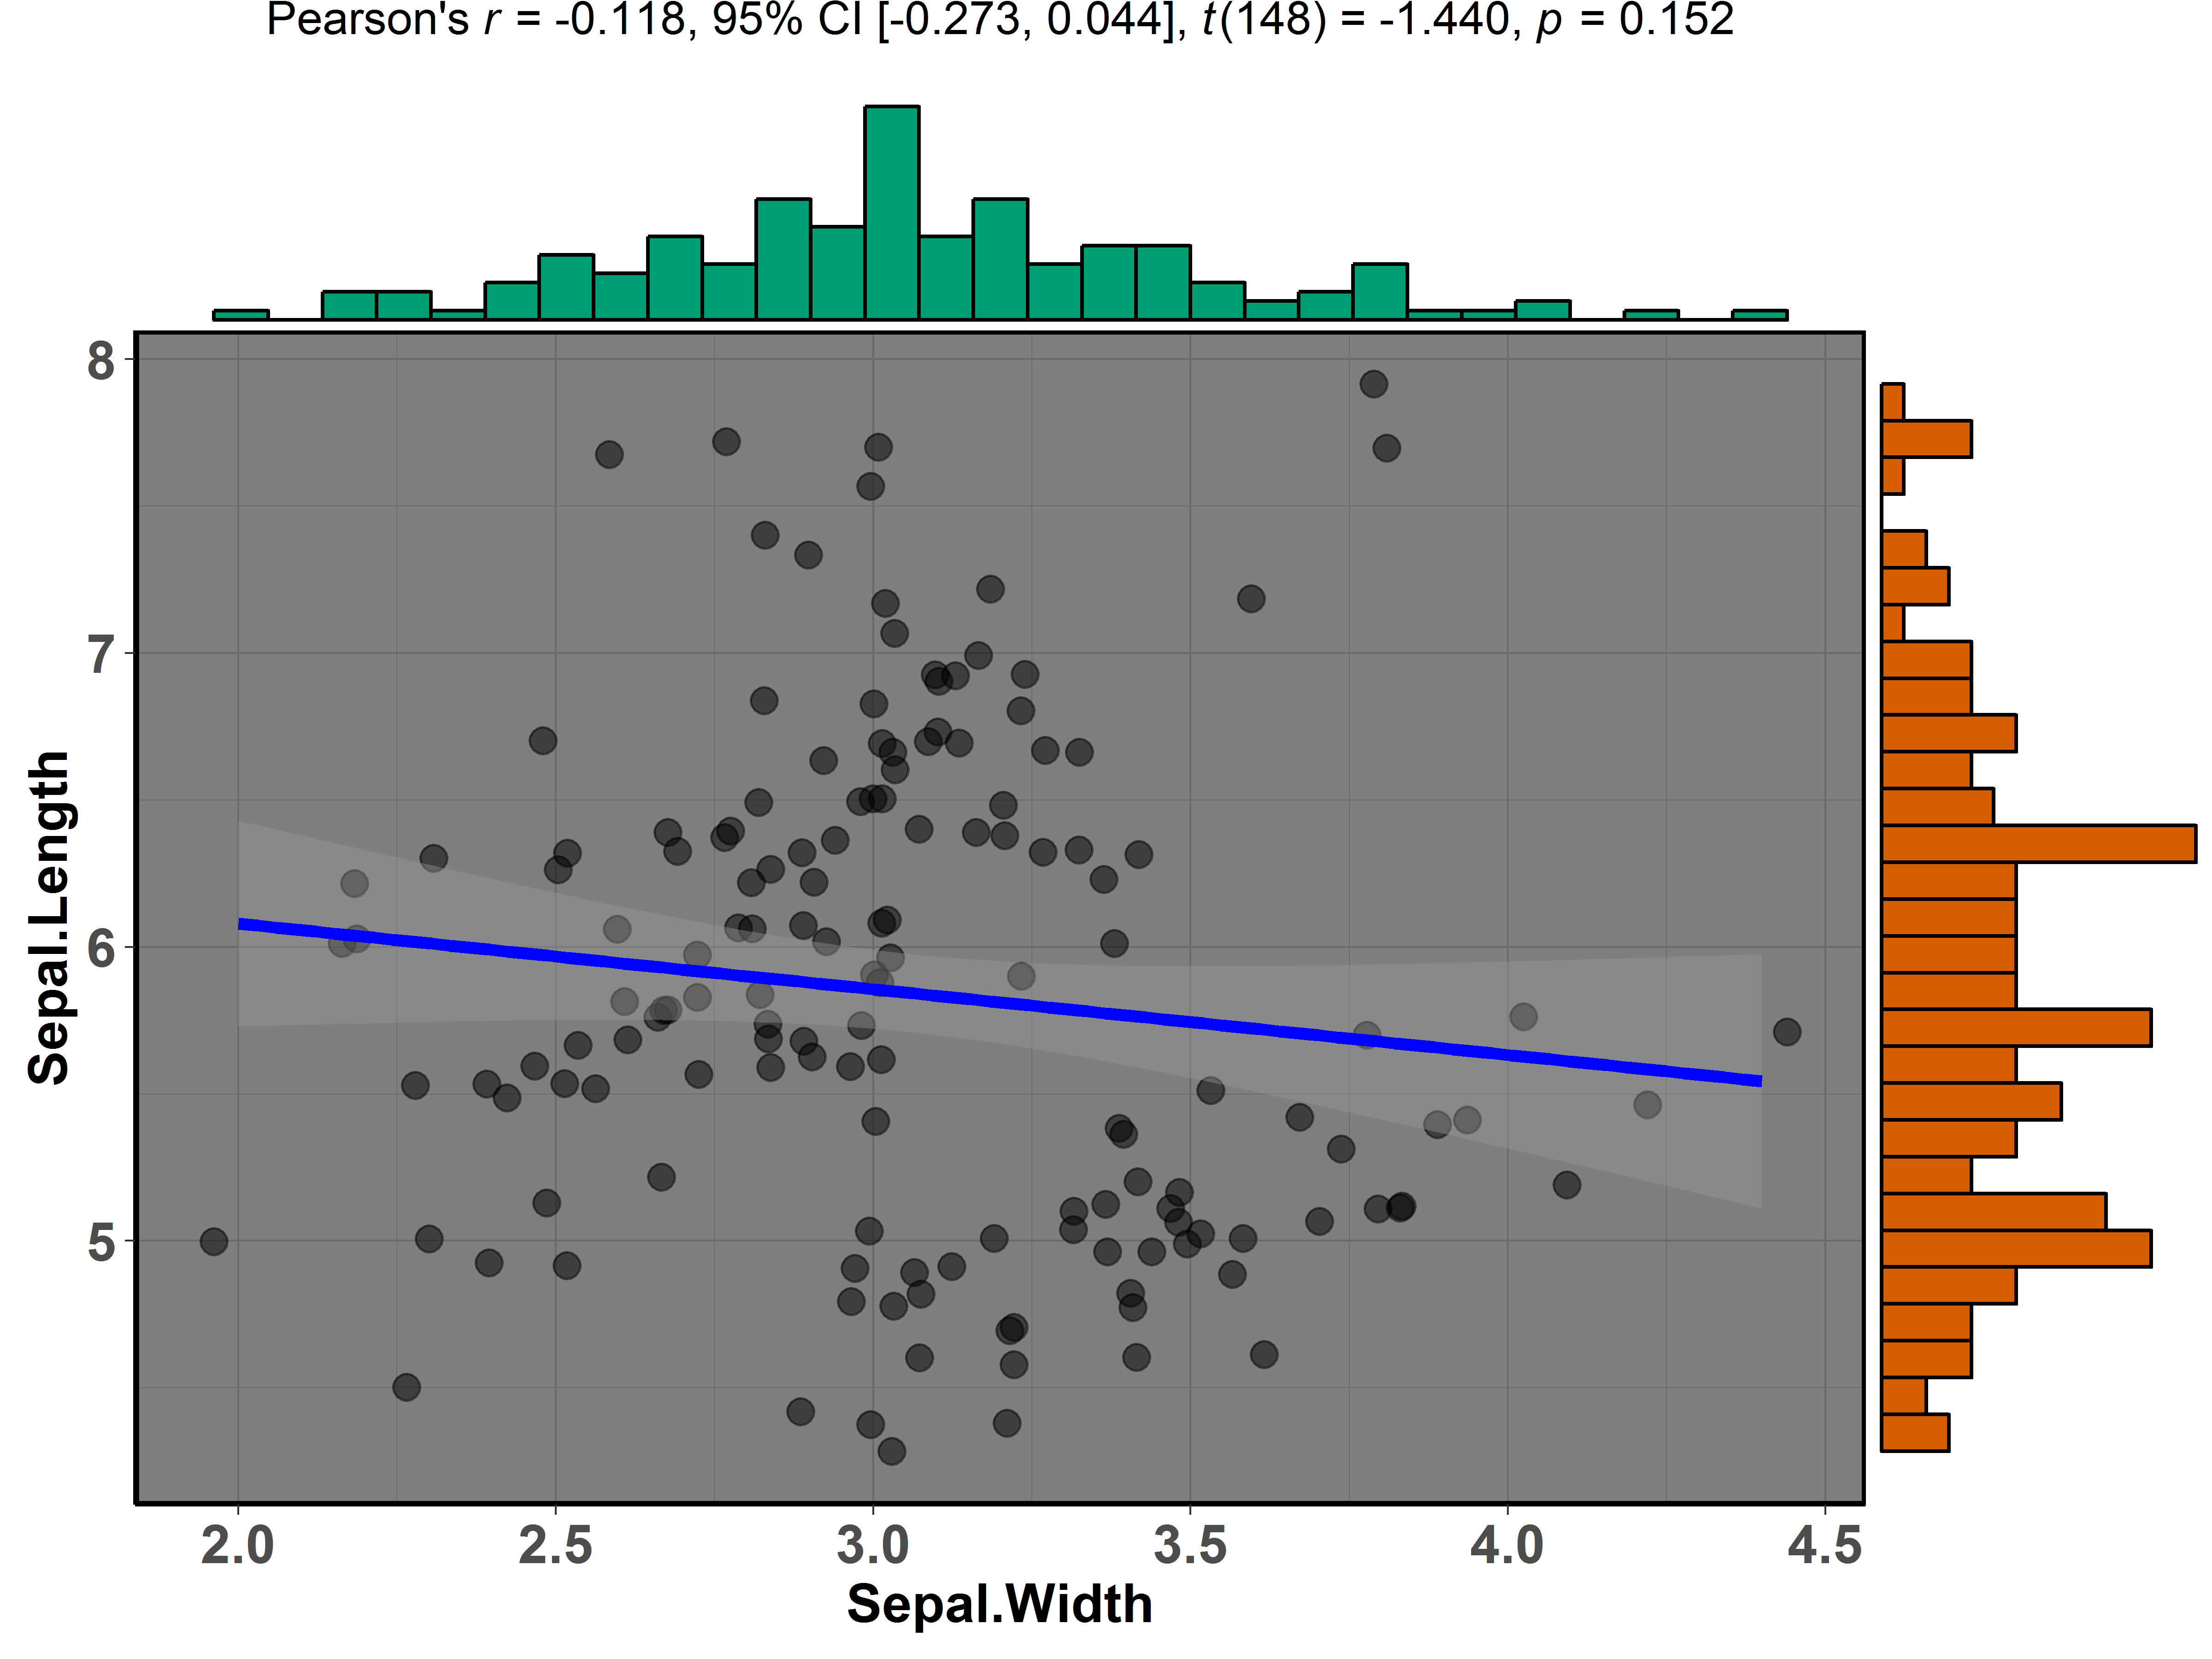 Pearson's r = -0.118, 95% CI [-0.273, 0.044], t(148) = -1.440, p = 0.152
8
7
6
5
Sepal.Length
2.0 2.5 3.0 3.5 4.0 4.5
Sepal.Width